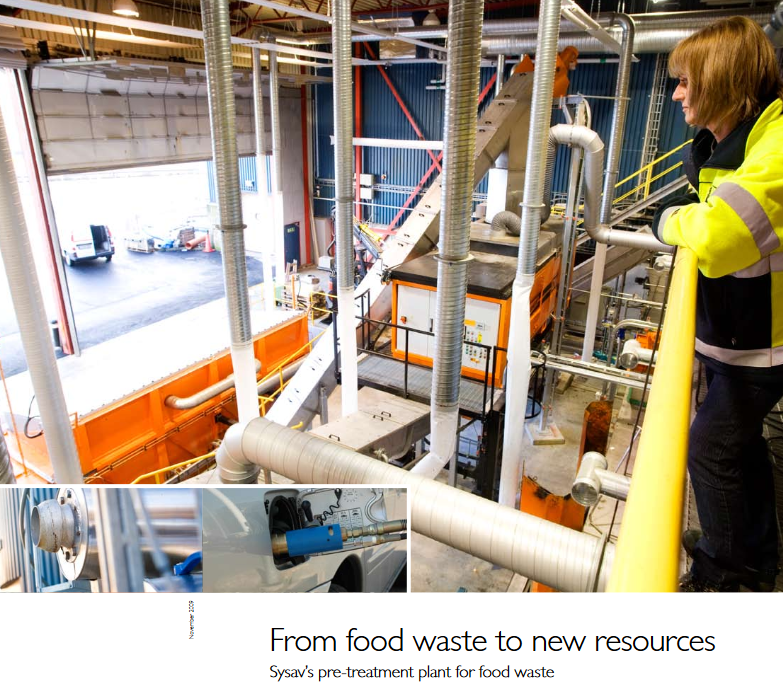 November 2009
From food waste to new resources
Sysav's pre-treatment plant for food waste